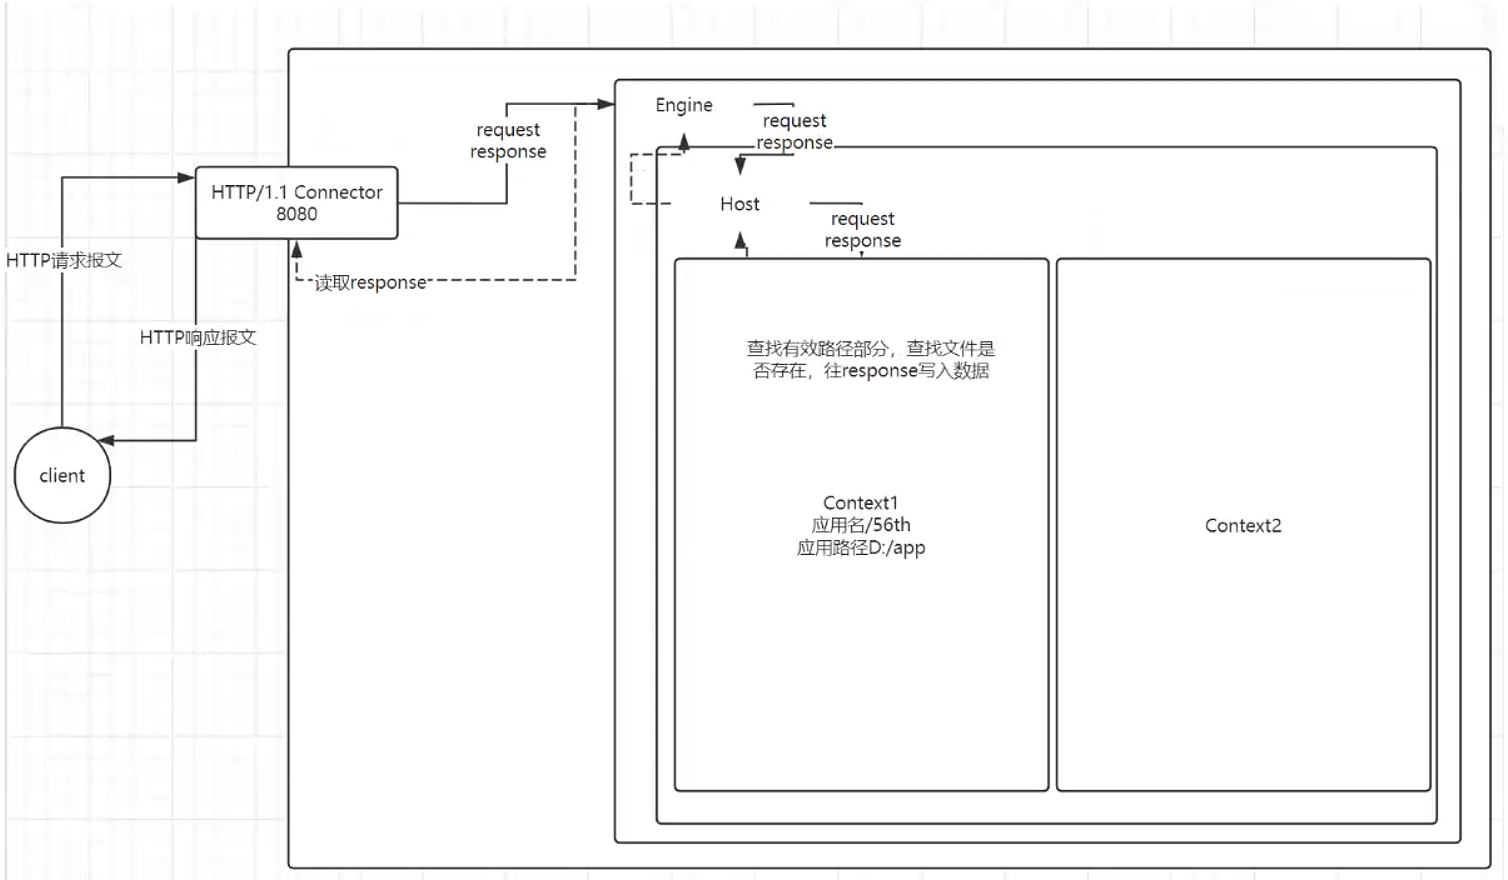 Engine
request
response
request
response
HTTP/1.1 Connector
8080
Host
request
response
HTTP请求报文
读取response
HTTP响应报文
查找有效路径部分，查找文件是
否存在，往response写入数据
client
Context1
应用名/56th
应用路径D:/app
Context2